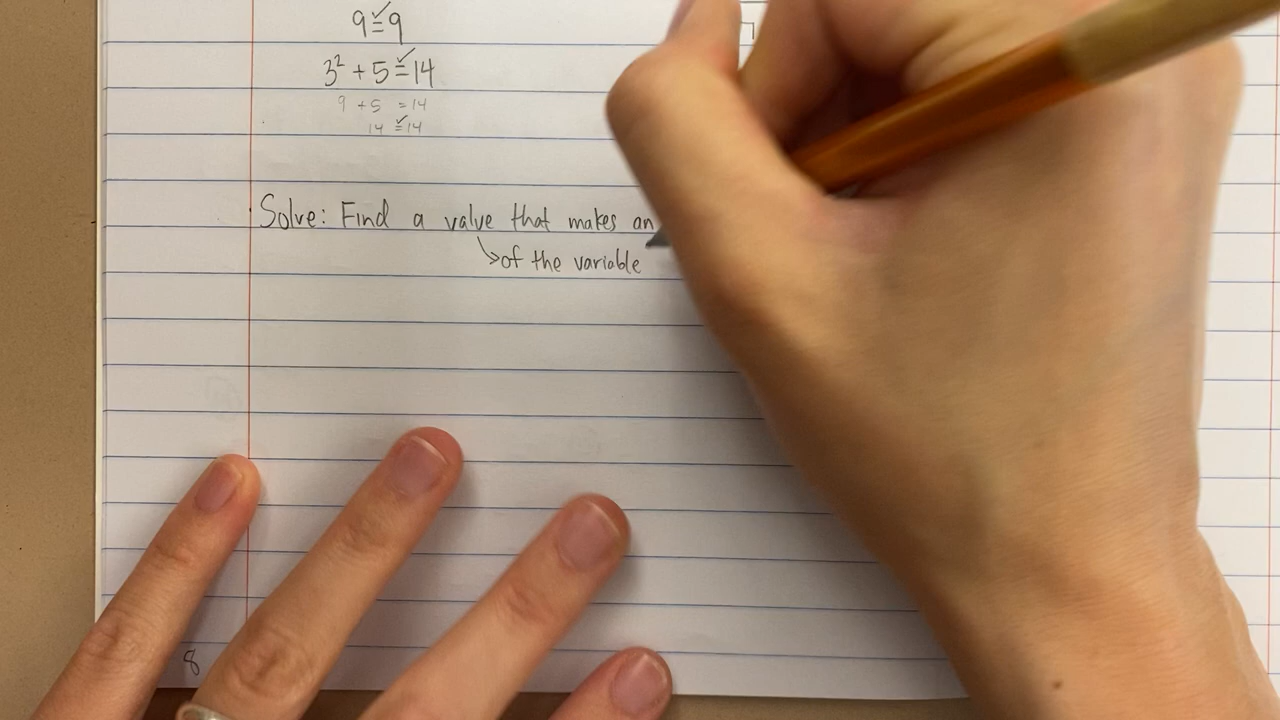 9 = 9
3² + 5 = 14
9 + 5 = 14
14 = 14
Solve: Find a value that makes an
of the variable
8